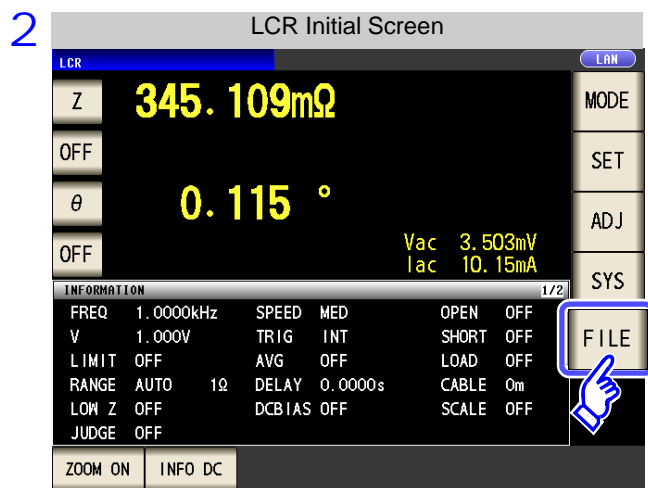 2
LCR Initial Screen
LCR
LAN
Z 345.109mΩ
MODE
OFF
SET
θ 0.115 °
ADJ
OFF
Vac 3.503mV
Iac 10.15mA
SYS
INFORMATION 1/2
FREQ 1.0000kHz SPEED MED OPEN OFF
V 1.000V TRIG INT SHORT OFF
FILE
LIMIT OFF AVG OFF LOAD OFF
RANGE AUTO 1Ω DELAY 0.0000s CABLE 0m
LOW Z OFF DCBIAS OFF SCALE OFF
JUDGE OFF
ZOOM ON INFO DC